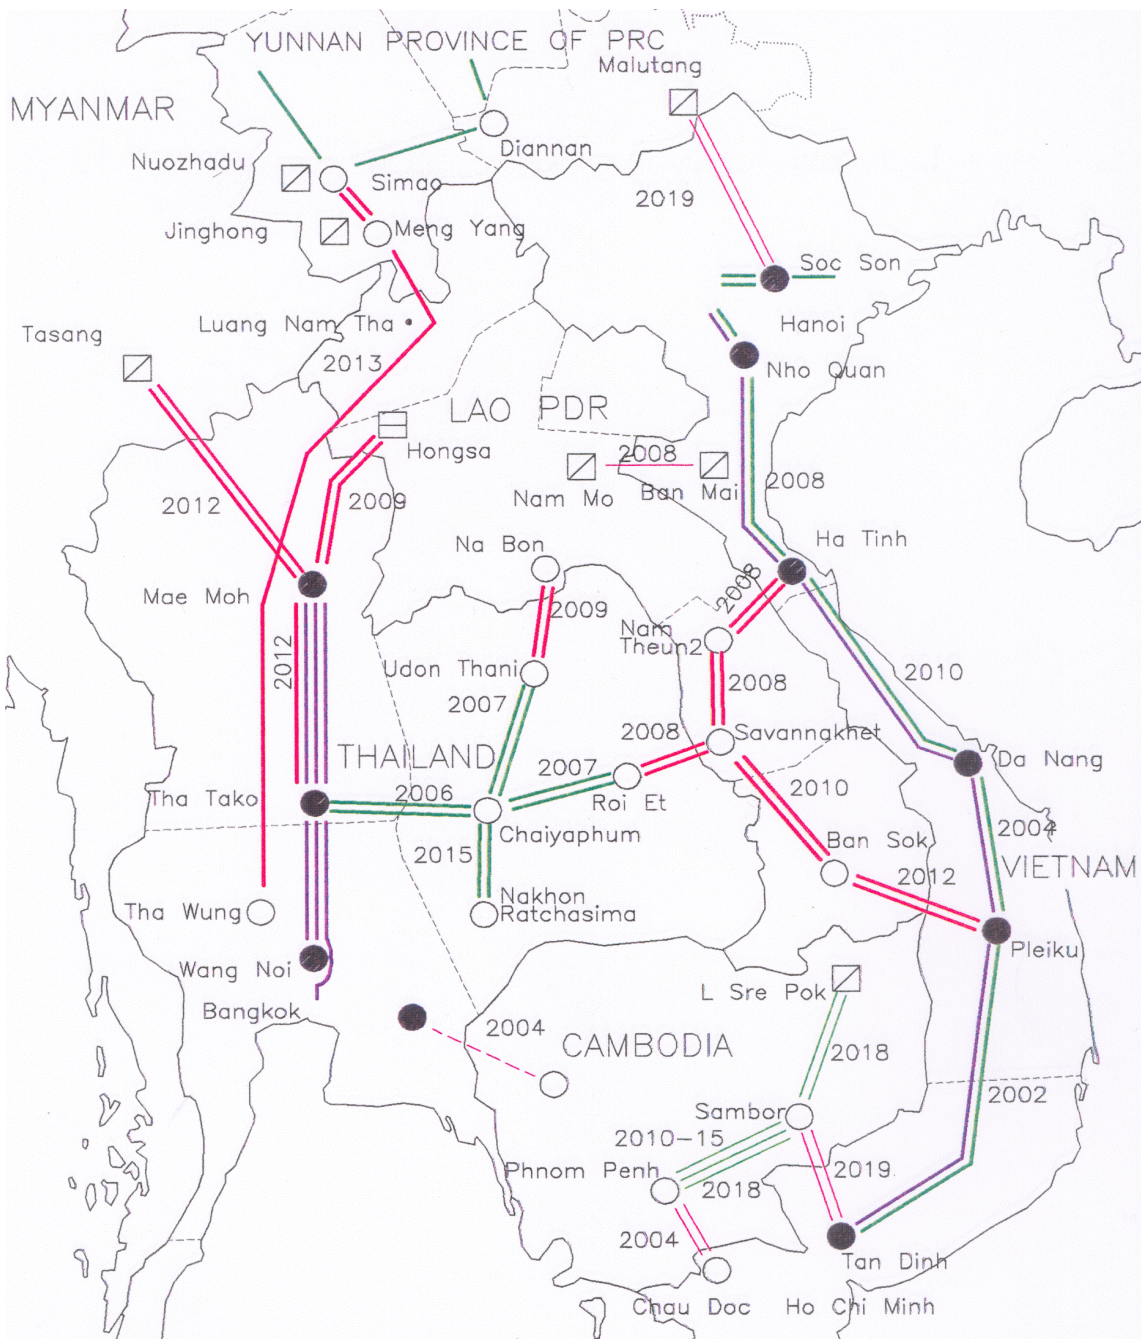 YUNNAN PROVINCE OF PRC
Malutang
MYANMAR
Diannan
Nuozhadu
Simao
2019
Jinghong
Meng Yang
Soc Son
Luang Nam Tha
Hanoi
Tasang
2013
Nho Quan
LAO PDR
Hongsa
2008
2008
2012
2009
Nam Mo
Ban Mai
Na Bon
Ha Tinh
2008
Mae Moh
2009
Nam
Theun2
2012
Udon Thani
2010
2008
2007
2008
Savanngkhet
THAILAND
2007
Da Nang
2006
2010
Tha Tako
Roi Et
Chaiyaphum
2004
Ban Sok
2015
VIETNAM
2012
Nakhon
Ratchasima
Tha Wung
Pleiku
Wang Noi
L Sre Pok
Bangkok
2004
CAMBODIA
2018
2002
Sambor
2010-15
Phnom Penh
2019
2018
2004
Tan Dinh
Chau Doc
Ho Chi Minh